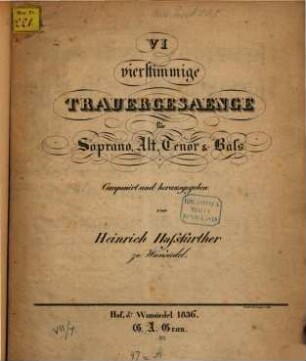 VI
vierstimmige
TRAUERGESAENGE
für
Soprano, Alt, Tenor & Bass
Componirt und herausgegeben
von
Heinrich Hassfürther
zu Wunsiedel.
Hof & Wunsiedel 1836.
G. A. Grau.